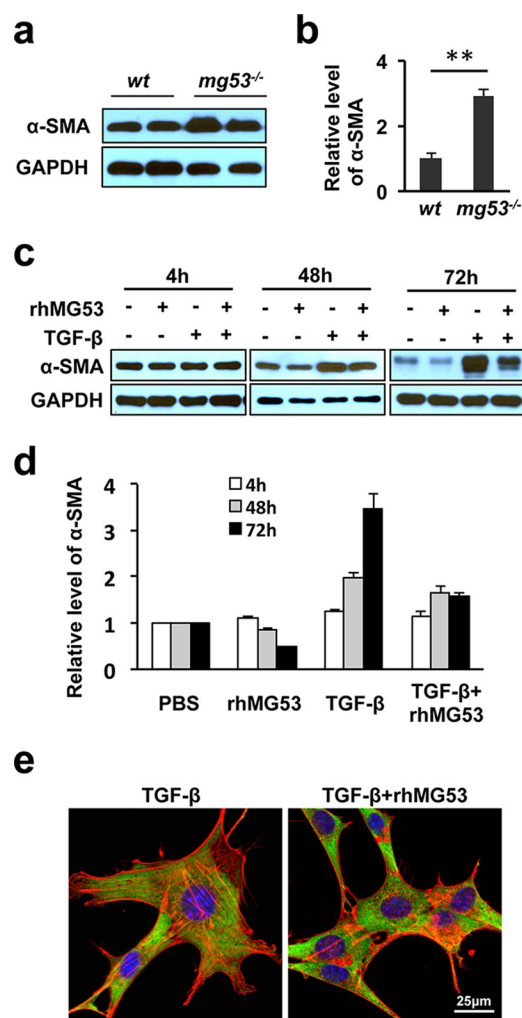 a
wt mg53-/-
α-SMA
GAPDH
b
Relative level
of α-SMA
4
2
0
**
wt mg53-/-
c
4h 48h 72h
rhMG53 - + - + - + - + - + - +
TGF-β - - + + - - + + - - + +
α-SMA
GAPDH
d
Relative level of α-SMA
4
3
2
1
0
4h
48h
72h
PBS rhMG53 TGF-β TGF-β+
rhMG53
e
TGF-β TGF-β+rhMG53
25μm